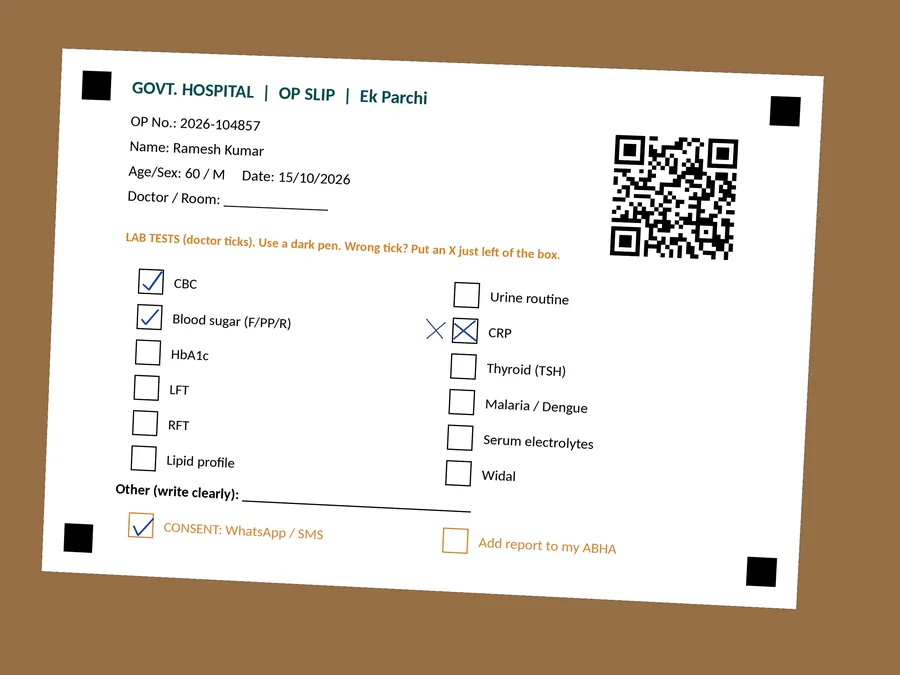 GOVT. HOSPITAL | OP SLIP | Ek Parchi
OP No.: 2026-104857
Name: Ramesh Kumar
Age/Sex: 60 / M Date: 15/10/2026
Doctor / Room: _______________
LAB TESTS (doctor ticks). Use a dark pen. Wrong tick? Put an X just left of the box.
CBC
Blood sugar (F/PP/R)
HbA1c
LFT
RFT
Lipid profile
Urine routine
CRP
Thyroid (TSH)
Malaria / Dengue
Serum electrolytes
Widal
Other (write clearly): _______________
CONSENT: WhatsApp / SMS
Add report to my ABHA